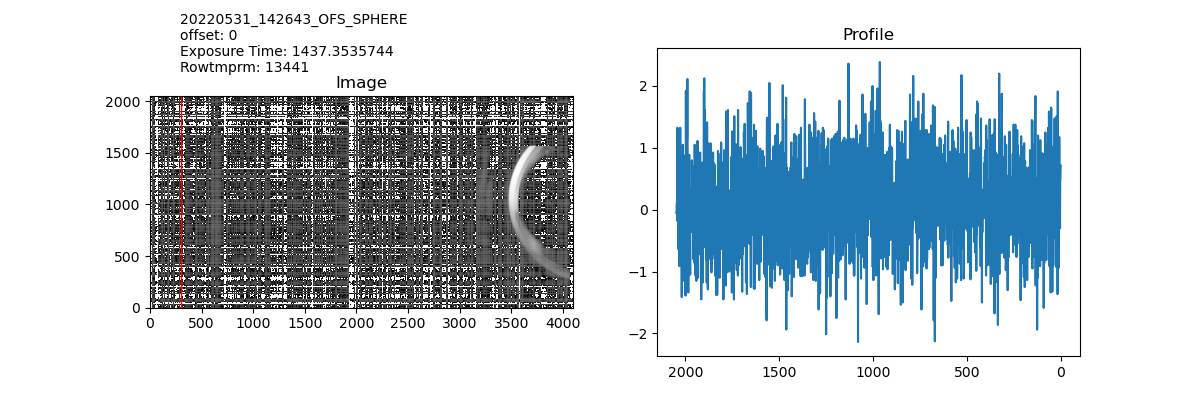 20220531_142643_OFS_SPHERE
offset: 0
Exposure Time: 1437.3535744
Rowtmprm: 13441
Image
2000
1500
1000
500
0
0 500 1000 1500 2000 2500 3000 3500 4000
Profile
2
1
0
−1
−2
2000 1500 1000 500 0